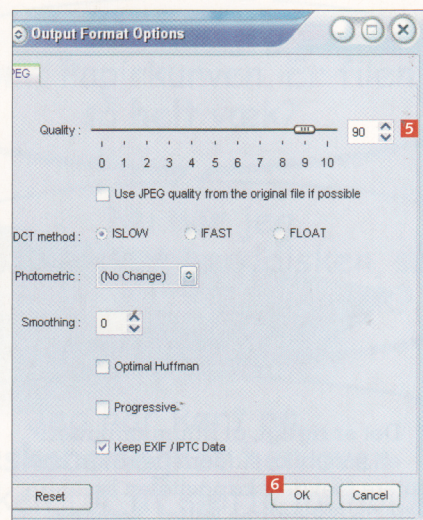 Output Format Options
PEG
Quality : 90 5
0 1 2 3 4 5 6 7 8 9 10
Use JPEG quality from the original file if possible
DCT method : ISLOW IFAST FLOAT
Photometric : (No Change)
Smoothing : 0
Optimal Huffman
Progressive
Keep EXIF / IPTC Data
6
Reset OK Cancel